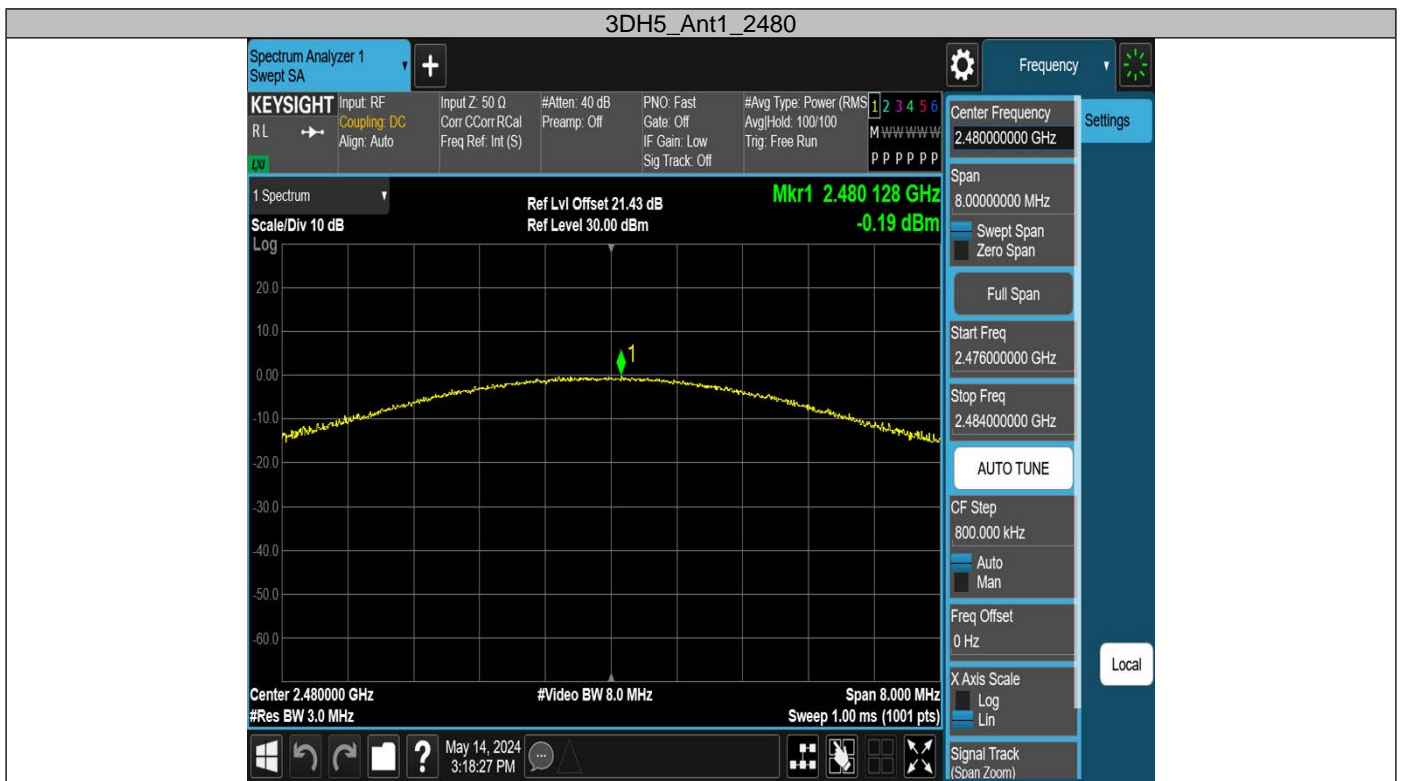 3DH5_Ant1_2480
Spectrum Analyzer 1
Swept SA
+
Frequency
KEYSIGHT
RL
LXI
Input: RF
Coupling: DC
Align: Auto
Input Z: 50 Ω
Corr CCorr RCal
Freq Ref: Int (S)
#Atten: 40 dB
Preamp: Off
PNO: Fast
Gate: Off
IF Gain: Low
Sig Track: Off
#Avg Type: Power (RMS
Avg|Hold: 100/100
Trig: Free Run
1 2 3 4 5 6
M W W W W W
P P P P P P
1 Spectrum
Scale/Div 10 dB
Log
Ref Lvl Offset 21.43 dB
Ref Level 30.00 dBm
Mkr1 2.480 128 GHz
-0.19 dBm
20.0
10.0
1
0.00
-10.0
-20.0
-30.0
-40.0
-50.0
-60.0
Center 2.48000 GHz
#Video BW 8.0 MHz
Span 8.000 MHz
#Res BW 3.0 MHz
Sweep 1.00 ms (1001 pts)
?
May 14, 2024
3:18:27 PM
Center Frequency
2.480000000 GHz
Settings
Span
8.00000000 MHz
Swept Span
Zero Span
Full Span
Start Freq
2.476000000 GHz
Stop Freq
2.484000000 GHz
AUTO TUNE
CF Step
800.000 kHz
Auto
Man
Freq Offset
0 Hz
Local
X Axis Scale
Log
Lin
Signal Track
(Span Zoom)